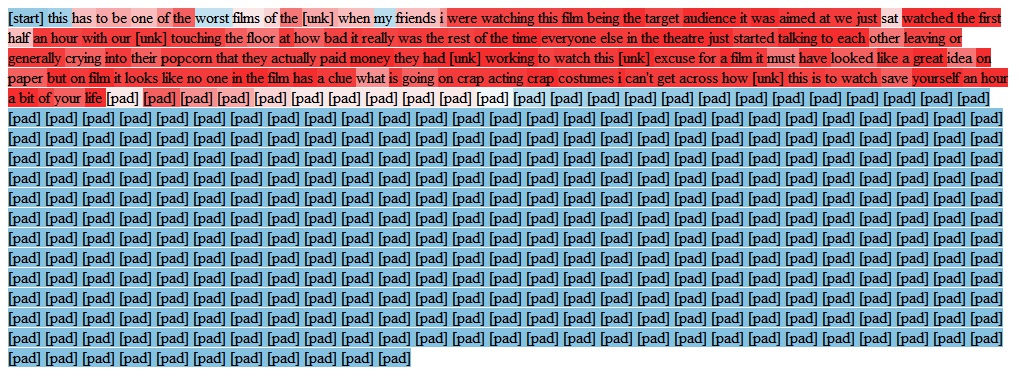 [start] this has to be one of the worst films of the [unk] when my friends i were watching this film being the target audience it was aimed at we just sat watched the first
half an hour with our [unk] touching the floor at how bad it really was the rest of the time everyone else in the theatre just started talking to each other leaving or
generally crying into their popcorn that they actually paid money they had [unk] working to watch this [unk] excuse for a film it must have looked like a great idea on
paper but on film it looks like no one in the film has a clue what is going on crap acting crap costumes i can't get across how [unk] this is to watch save yourself an hour
a bit of your life [pad] [pad] [pad] [pad] [pad] [pad] [pad] [pad] [pad] [pad] [pad] [pad] [pad] [pad] [pad] [pad] [pad] [pad] [pad] [pad] [pad] [pad] [pad] [pad]
[pad] [pad] [pad] [pad] [pad] [pad] [pad] [pad] [pad] [pad] [pad] [pad] [pad] [pad] [pad] [pad] [pad] [pad] [pad] [pad] [pad] [pad] [pad] [pad] [pad] [pad] [pad]
[pad] [pad] [pad] [pad] [pad] [pad] [pad] [pad] [pad] [pad] [pad] [pad] [pad] [pad] [pad] [pad] [pad] [pad] [pad] [pad] [pad] [pad] [pad] [pad] [pad] [pad] [pad]
[pad] [pad] [pad] [pad] [pad] [pad] [pad] [pad] [pad] [pad] [pad] [pad] [pad] [pad] [pad] [pad] [pad] [pad] [pad] [pad] [pad] [pad] [pad] [pad] [pad] [pad] [pad]
[pad] [pad] [pad] [pad] [pad] [pad] [pad] [pad] [pad] [pad] [pad] [pad] [pad] [pad] [pad] [pad] [pad] [pad] [pad] [pad] [pad] [pad] [pad] [pad] [pad] [pad] [pad]
[pad] [pad] [pad] [pad] [pad] [pad] [pad] [pad] [pad] [pad] [pad] [pad] [pad] [pad] [pad] [pad] [pad] [pad] [pad] [pad] [pad] [pad] [pad] [pad] [pad] [pad] [pad]
[pad] [pad] [pad] [pad] [pad] [pad] [pad] [pad] [pad] [pad] [pad] [pad] [pad] [pad] [pad] [pad] [pad] [pad] [pad] [pad] [pad] [pad] [pad] [pad] [pad] [pad] [pad]
[pad] [pad] [pad] [pad] [pad] [pad] [pad] [pad] [pad] [pad] [pad] [pad] [pad] [pad] [pad] [pad] [pad] [pad] [pad] [pad] [pad] [pad] [pad] [pad] [pad] [pad] [pad]
[pad] [pad] [pad] [pad] [pad] [pad] [pad] [pad] [pad] [pad] [pad] [pad] [pad] [pad] [pad] [pad] [pad] [pad] [pad] [pad] [pad] [pad] [pad] [pad] [pad] [pad] [pad]
[pad] [pad] [pad] [pad] [pad] [pad] [pad] [pad] [pad] [pad] [pad] [pad] [pad] [pad] [pad] [pad] [pad] [pad] [pad] [pad] [pad] [pad] [pad] [pad] [pad] [pad] [pad]
[pad] [pad] [pad] [pad] [pad] [pad] [pad] [pad] [pad] [pad] [pad] [pad] [pad] [pad] [pad] [pad] [pad] [pad] [pad] [pad] [pad] [pad] [pad] [pad] [pad] [pad] [pad]
[pad] [pad] [pad] [pad] [pad] [pad] [pad] [pad] [pad] [pad] [pad] [pad] [pad] [pad] [pad] [pad] [pad] [pad] [pad] [pad] [pad] [pad] [pad] [pad] [pad] [pad] [pad]
[pad] [pad] [pad] [pad] [pad] [pad] [pad] [pad] [pad] [pad] [pad] [pad] [pad] [pad] [pad] [pad] [pad] [pad] [pad] [pad] [pad] [pad] [pad] [pad] [pad] [pad] [pad]
[pad] [pad] [pad] [pad] [pad] [pad] [pad] [pad] [pad] [pad] [pad]